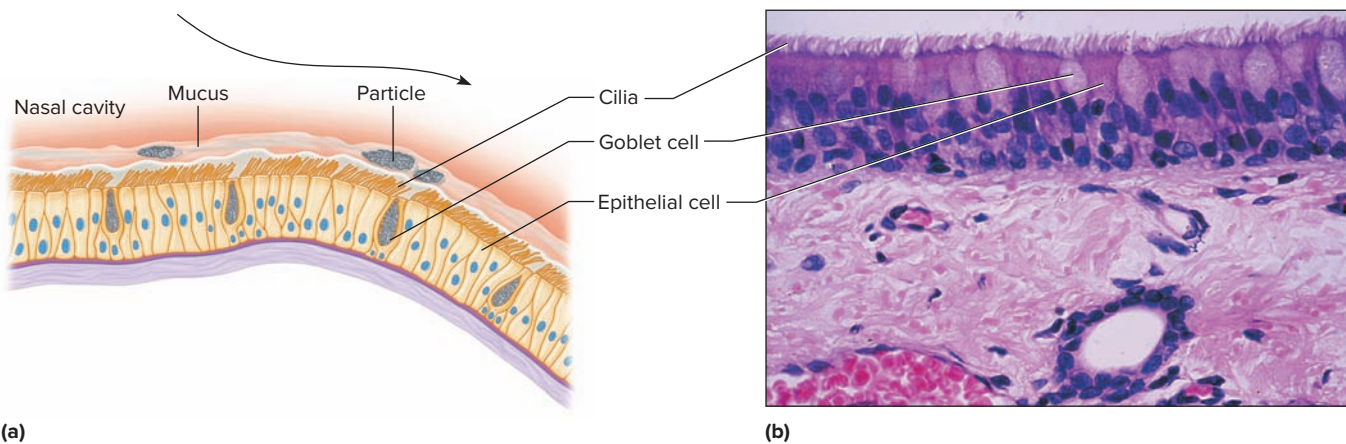 Nasal cavity
Mucus
Particle
Cilia
Goblet cell
Epithelial cell
(a)
(b)